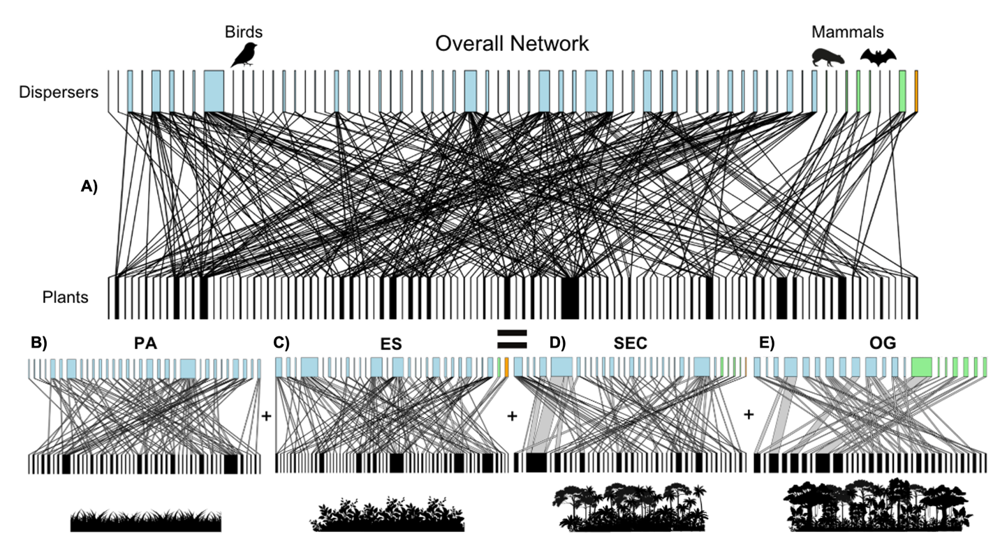 Birds
Overall Network
Mammals
Dispersers
A)
Plants
B) PA
C) ES
=
D) SEC
E) OG
+
+
+